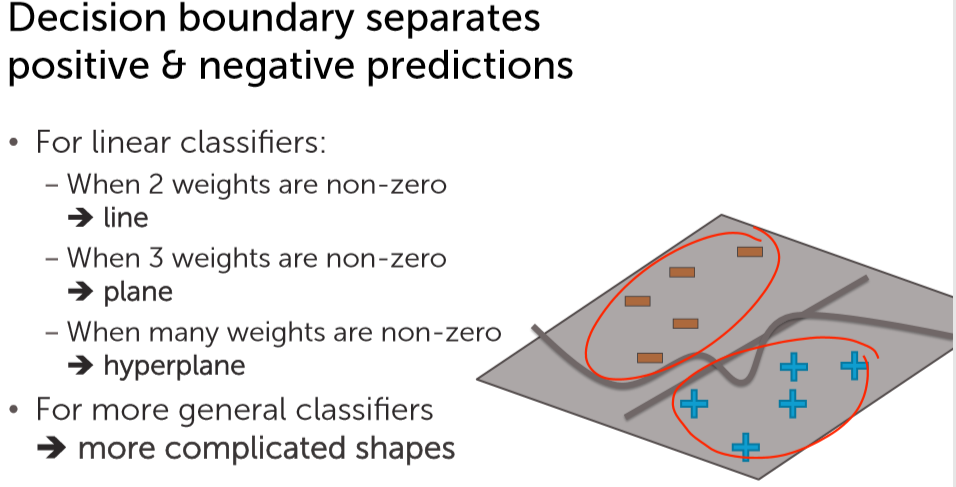 Decision boundary separates
positive & negative predictions
• For linear classifiers:
– When 2 weights are non-zero
➔ line
– When 3 weights are non-zero
➔ plane
– When many weights are non-zero
➔ hyperplane
• For more general classifiers
➔ more complicated shapes